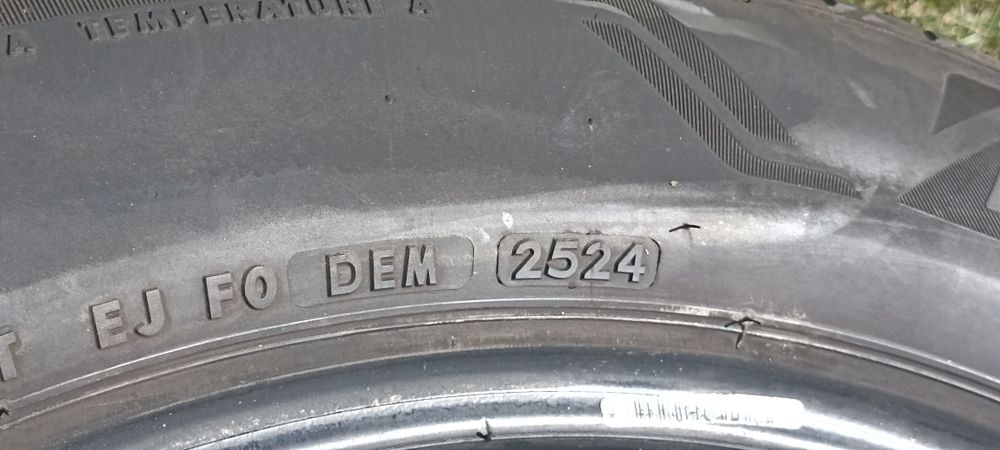 A TEMPERATURE A
T EJ FO DEM 2524